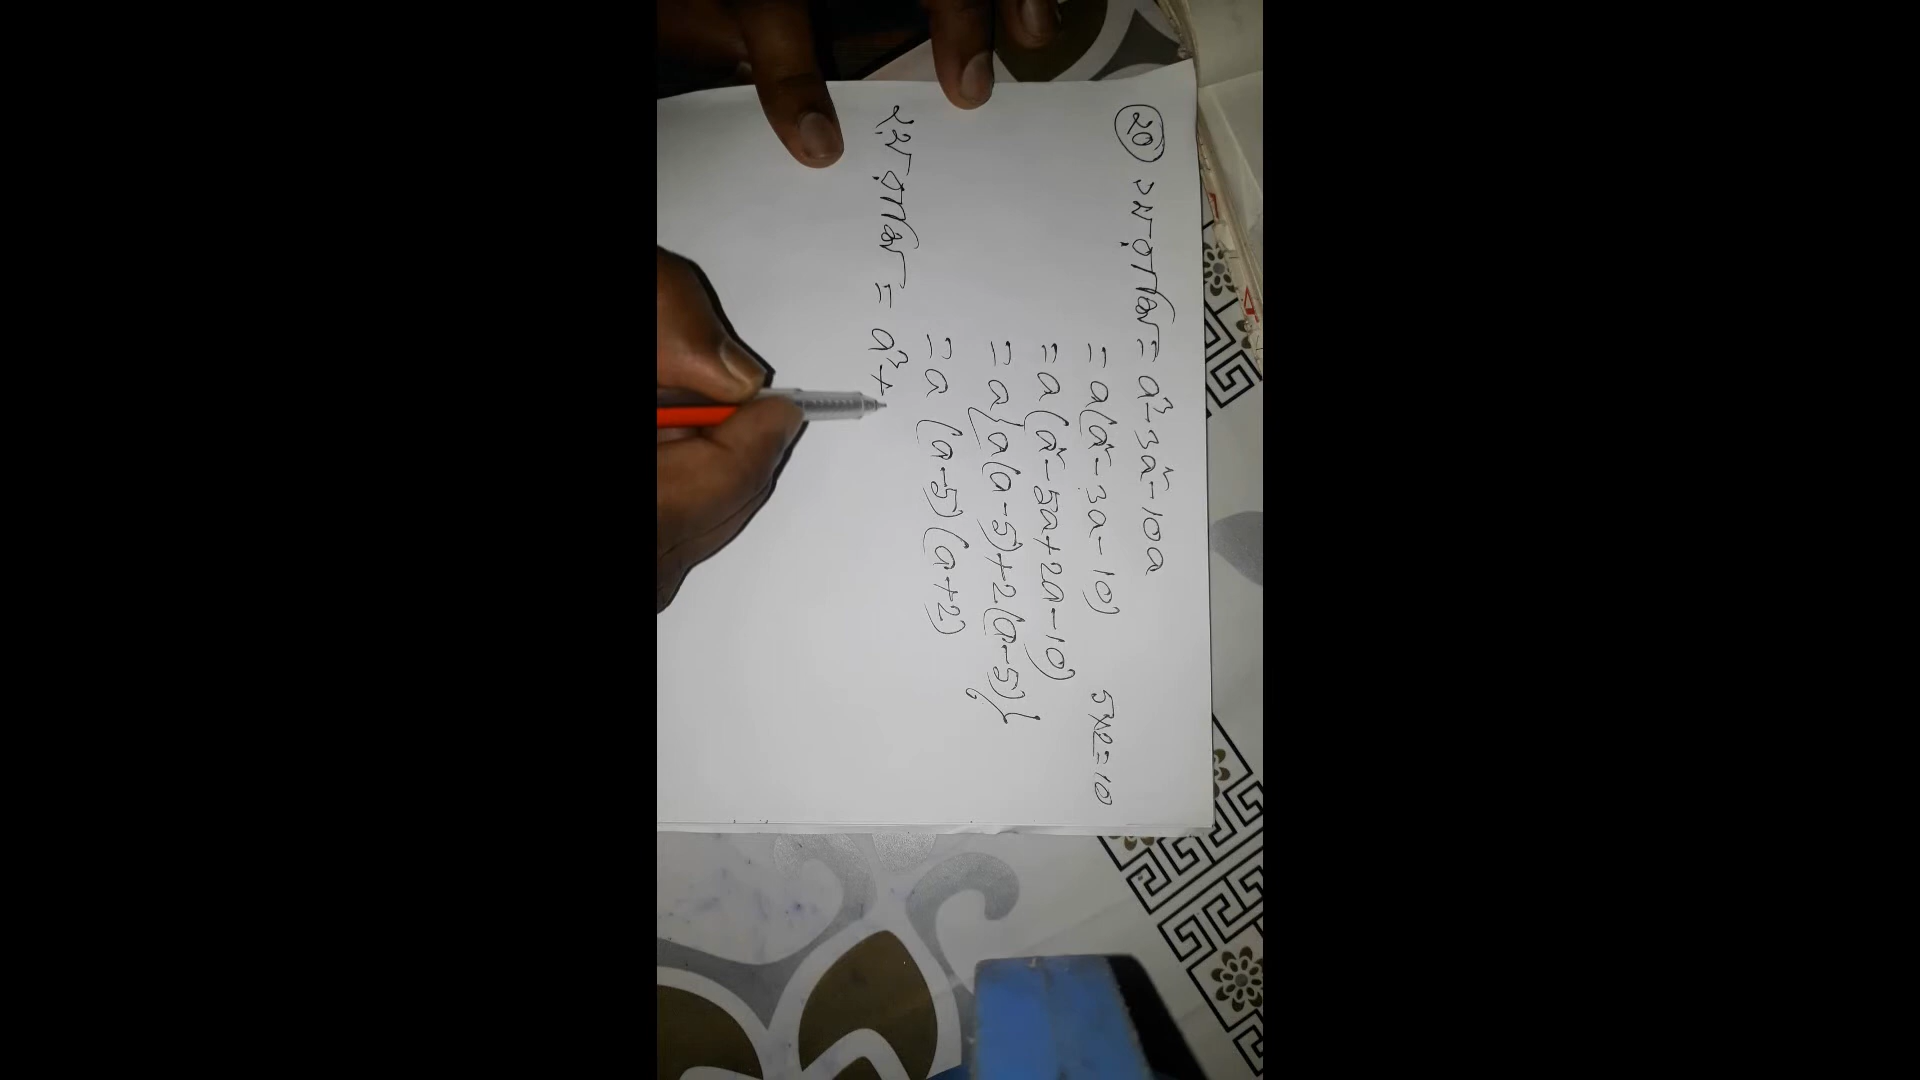 ২০ ১ম রাশি = a³-3a²-10a
= a(a²-3a-10) 5×2=10
= a(a²-5a+2a-10)
= a{a(a-5)+2(a-5)}
= a (a-5)(a+2)
২য় রাশি = a³+